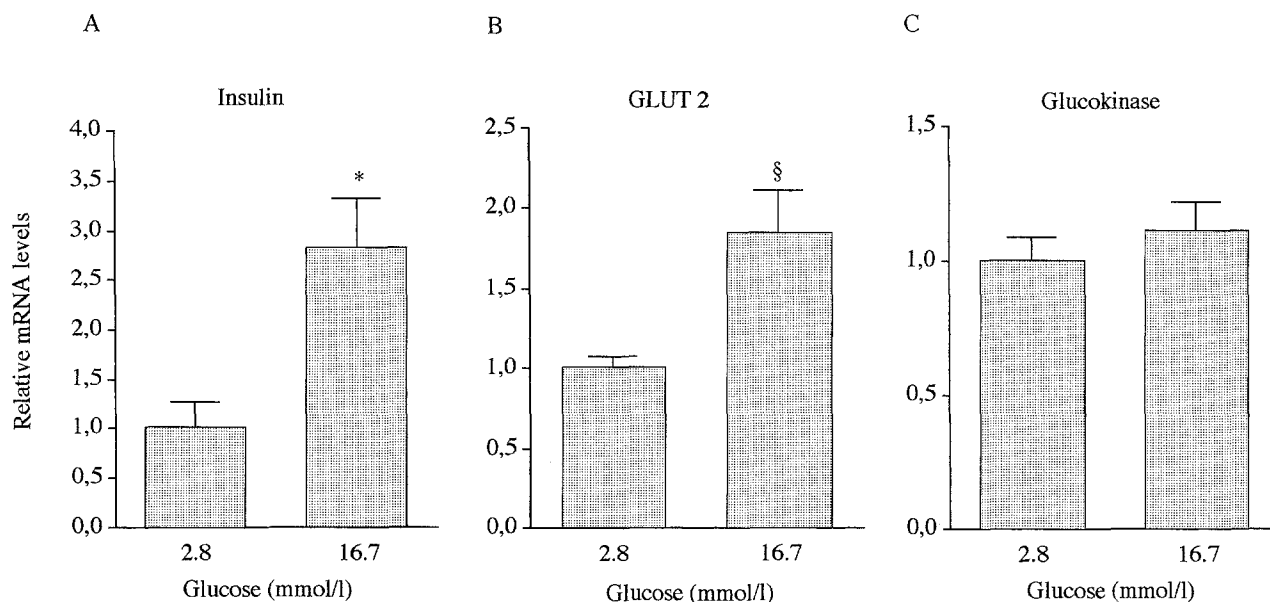 A
B
C
Insulin
GLUT 2
Glucokinase
Relative mRNA levels
4,0
3,5
3,0
2,5
2,0
1,5
1,0
0,5
0,0
*
2.8
16.7
Glucose (mmol/l)
2,5
2,0
1,5
1,0
0,5
0,0
§
2.8
16.7
Glucose (mmol/l)
1,5
1,0
0,5
0,0
2.8
16.7
Glucose (mmol/l)